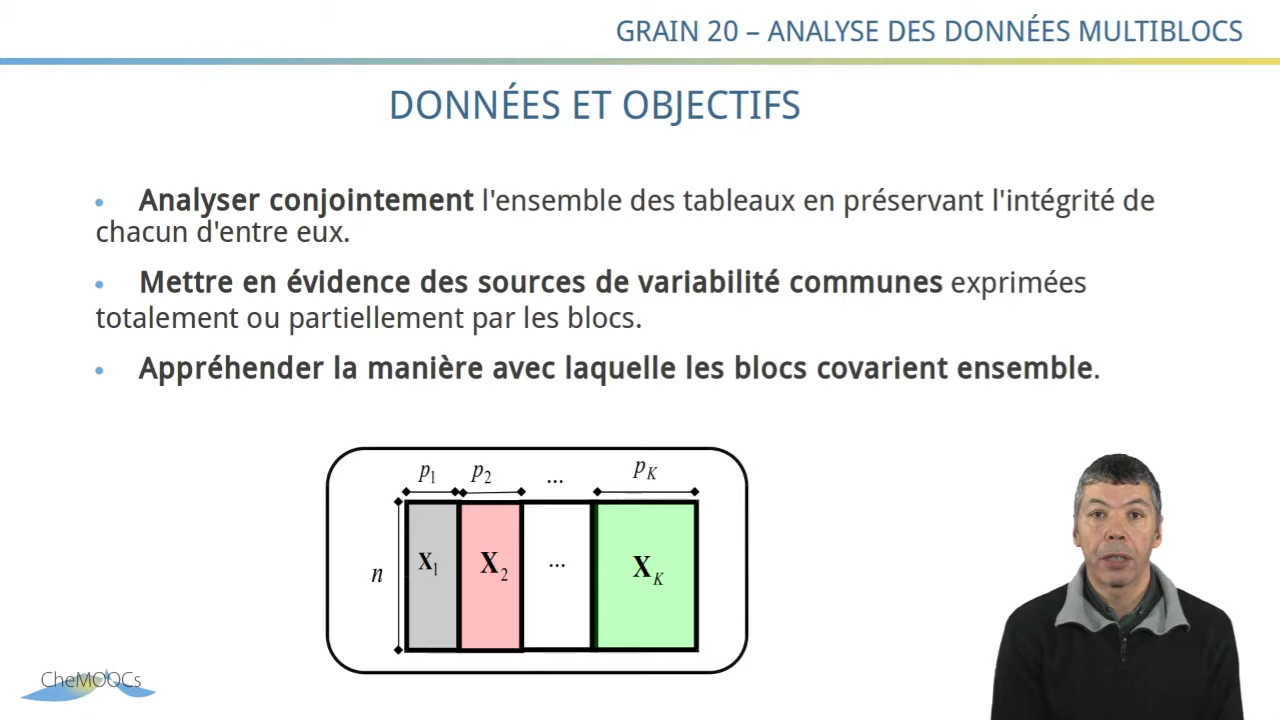 GRAIN 20 – ANALYSE DES DONNÉES MULTIBLOCS
DONNÉES ET OBJECTIFS
• Analyser conjointement l'ensemble des tableaux en préservant l'intégrité de
chacun d'entre eux.
• Mettre en évidence des sources de variabilité communes exprimées
totalement ou partiellement par les blocs.
• Appréhender la manière avec laquelle les blocs covarient ensemble.
p1 p2 ... pK
n X1 X2 ... XK
CheMOOCs